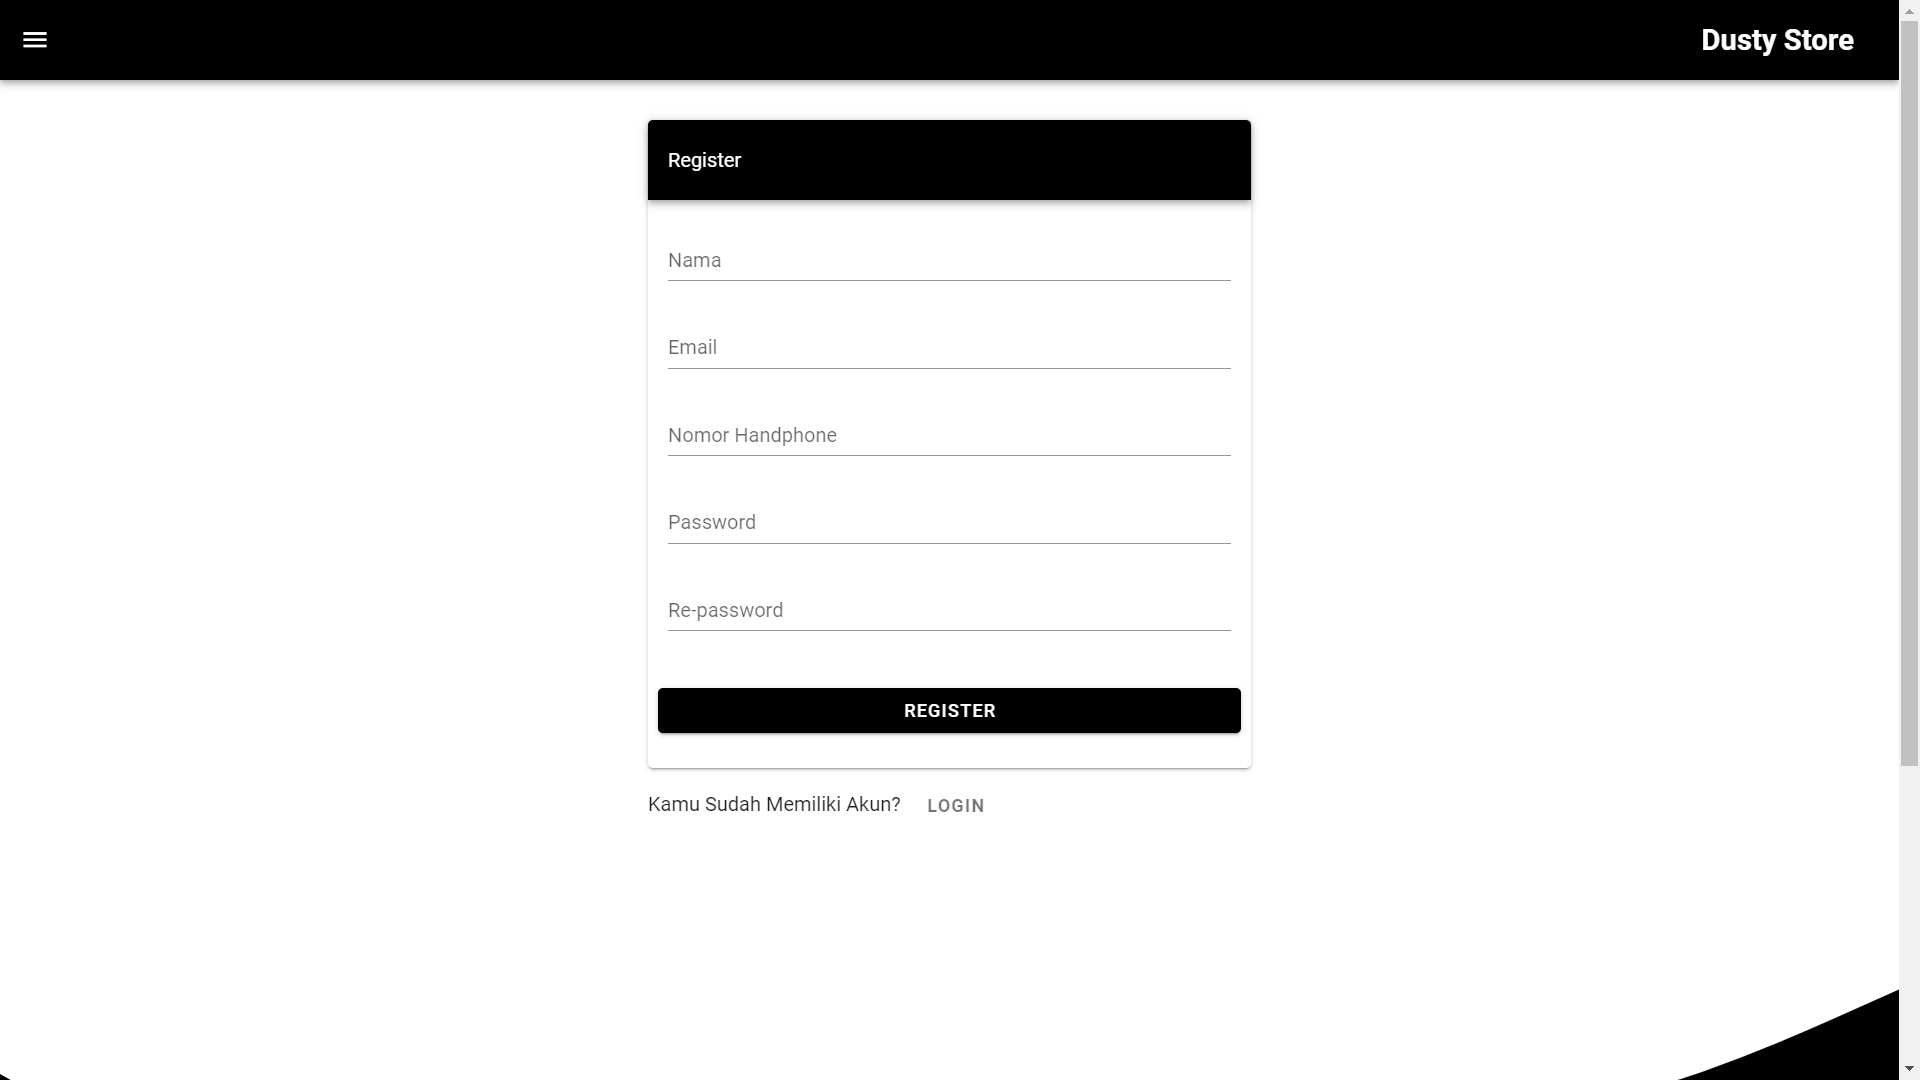 Dusty Store
Register
Nama
Email
Nomor Handphone
Password
Re-password
REGISTER
Kamu Sudah Memiliki Akun? LOGIN